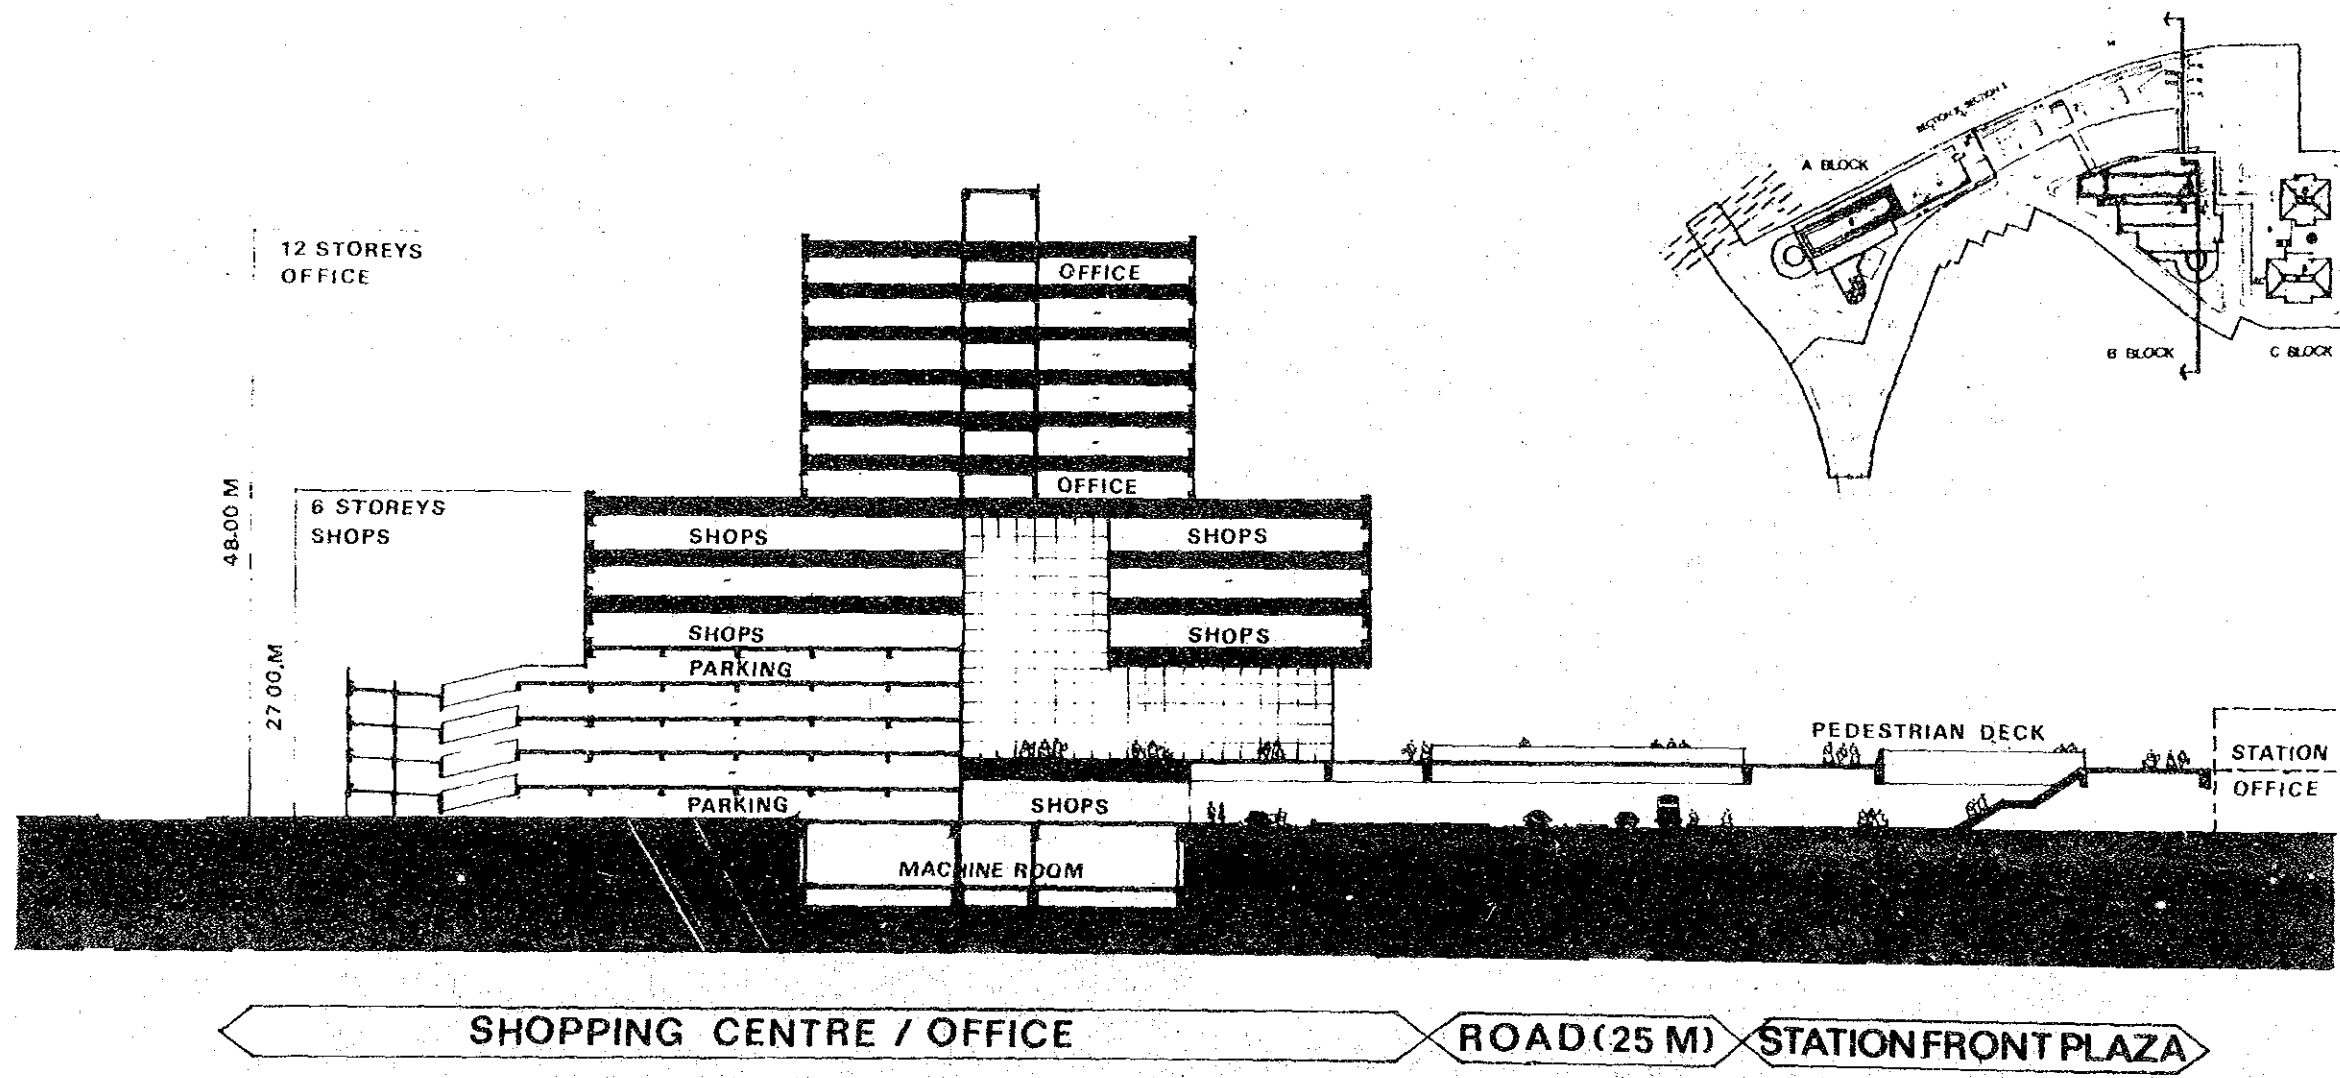 12 STOREYS
OFFICE
48-00 M
6 STOREYS
SHOPS
27 00.M
OFFICE
OFFICE
SHOPS
SHOPS
SHOPS
SHOPS
PARKING
PARKING
SHOPS
MACHINE ROOM
PEDESTRIAN DECK
STATION
OFFICE
A BLOCK
B BLOCK
C BLOCK
SHOPPING CENTRE / OFFICE
ROAD (25 M)
STATION FRONT PLAZA